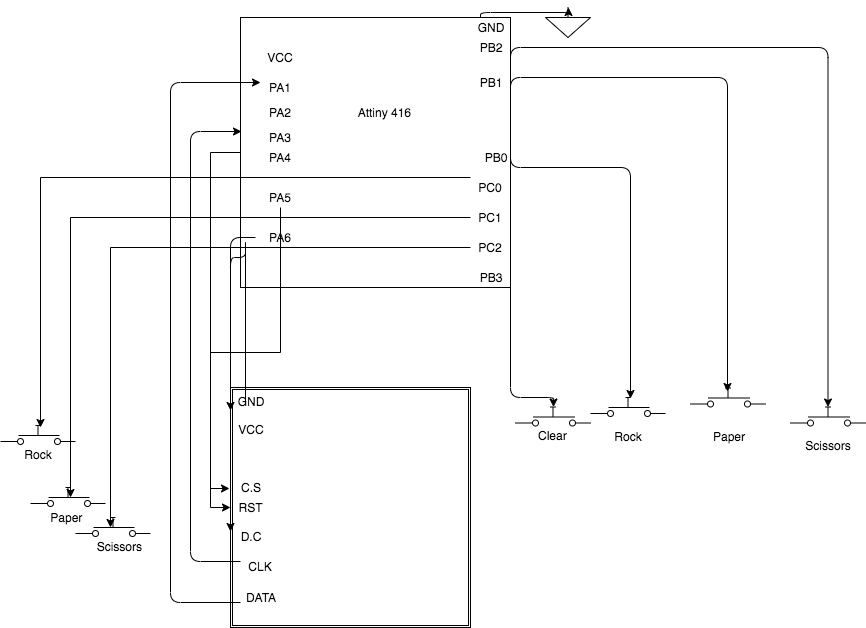 GND
PB2
VCC
PB1
PA1
PA2
Attiny 416
PA3
PA4
PB0
PC0
PA5
PC1
PA6
PC2
PB3
GND
VCC
Clear
Rock
Paper
Scissors
Rock
C.S
RST
Paper
D.C
Scissors
CLK
DATA